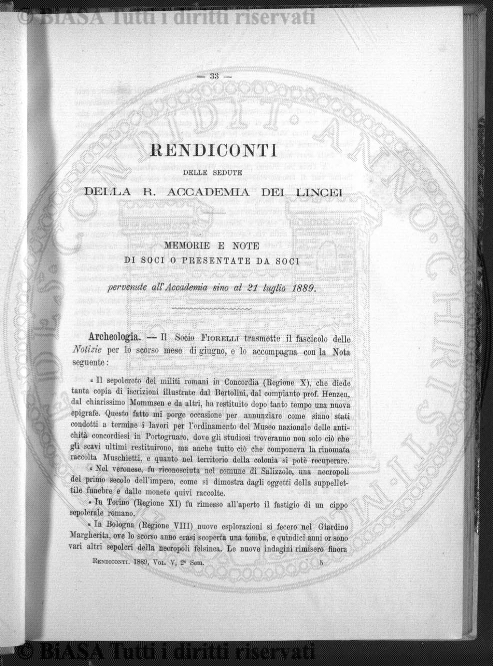 © BiASA Tutti i diritti riservati
— 33 —
RENDICONTI
DELLE SEDUTE
DELLA R. ACCADEMIA DEI LINCEI
MEMORIE E NOTE
DI SOCI O PRESENTATE DA SOCI
pervenute all'Accademia sino al 21 luglio 1889.
Archeologia. — Il Socio FIORELLI trasmette il fascicolo delle
Notizie per lo scorso mese di giugno, e lo accompagna con la Nota
seguente:
« Il sepolcreto dei militi romani in Concordia (Regione X), che diede
tanta copia di iscrizioni illustrate dal Bertolini, dal compianto prof. Henzen,
dal chiarissimo Mommsen e da altri, ha restituito dopo tanto tempo una nuova
epigrafe. Questo fatto mi porge occasion per annunziare come siano stati
condotti a termine i lavori per l'ordinamento del Museo nazionale delle anti-
chità concordiesi in Portogruaro, dove gli studiosi troveranno non solo ciò che
gli scavi ultimi restituirono, ma anche tutto ciò che componeva la rinomata
raccolta Muschietti, e quanto nel territorio della colonia si potè recuperare.
« Nel veronese, fu riconosciuta nel comune di Salizzole, una necropoli
del primo secolo dell'impero, come si dimostra dagli oggetti della suppellet-
tile funebre e dalle monete quivi raccolte.
« In Torino (Regione XI) fu rimesso all'aperto il fastigio di un cippo
sepolcrale romano.
« In Bologna (Regione VIII) nuove esplorazioni si fecero nel Giardino
Margherita, ove lo scorso anno erasi scoperta una tomba, e quindici anni or sono
vari altri sepolcri della necropoli felsinea. Le nuove indagini rimisero finora
RENDICONTI. 1889, VOL. V, 2° Sem.
5
© BiASA Tutti i diritti riservati